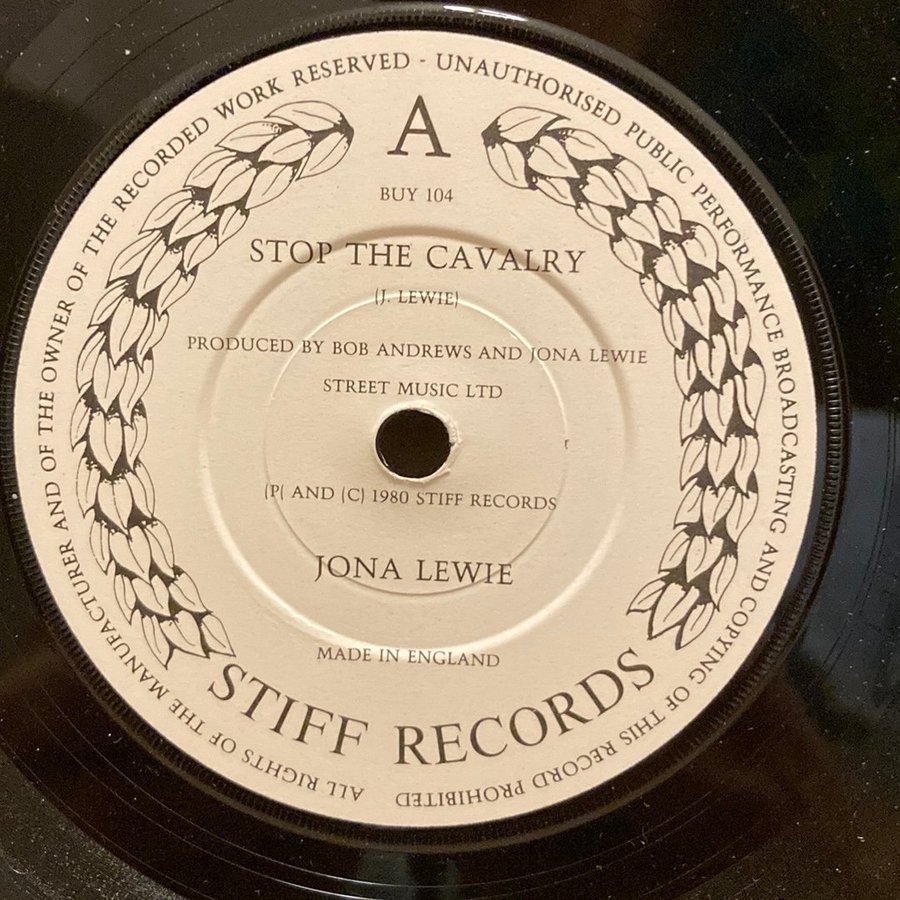 ALL RIGHTS OF THE MANUFACTURER AND OF THE OWNER OF THE RECORDED WORK RESERVED - UNAUTHORISED PUBLIC PERFORMANCE BROADCASTING AND COPYING OF THIS RECORD PROHIBITED
A
BUY 104
STOP THE CAVALRY
(J. LEWIE)
PRODUCED BY BOB ANDREWS AND JONA LEWIE
STREET MUSIC LTD
(P( AND (C) 1980 STIFF RECORDS
JONA LEWIE
MADE IN ENGLAND
STIFF RECORDS